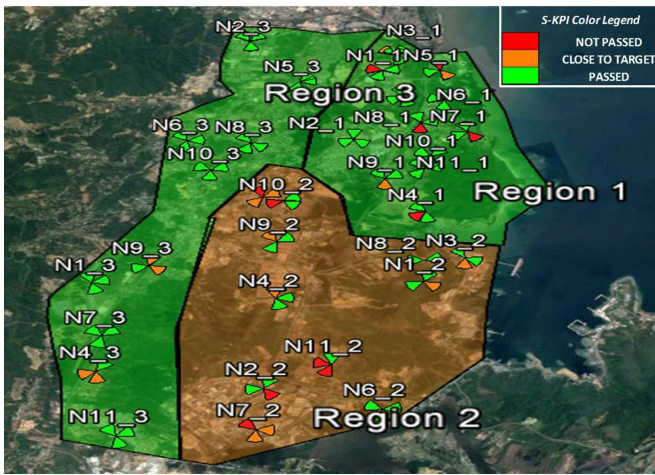 S-KPI Color Legend
NOT PASSED
CLOSE TO TARGET
PASSED
N2_3
N3_1
N1_1 N5_1
N5_3
Region 3
N6_1
N8_1 N7_1
N6_3 N8_3 N2_1
N10_1
N10_3
N9_1 N11_1
N10_2
N4_1
Region 1
N9_2
N8_2 N3_2
N9_3
N1_3
N1_2
N4_2
N7_3
N4_3
N11_2
N2_2
N6_2
N11_3
N7_2
Region 2